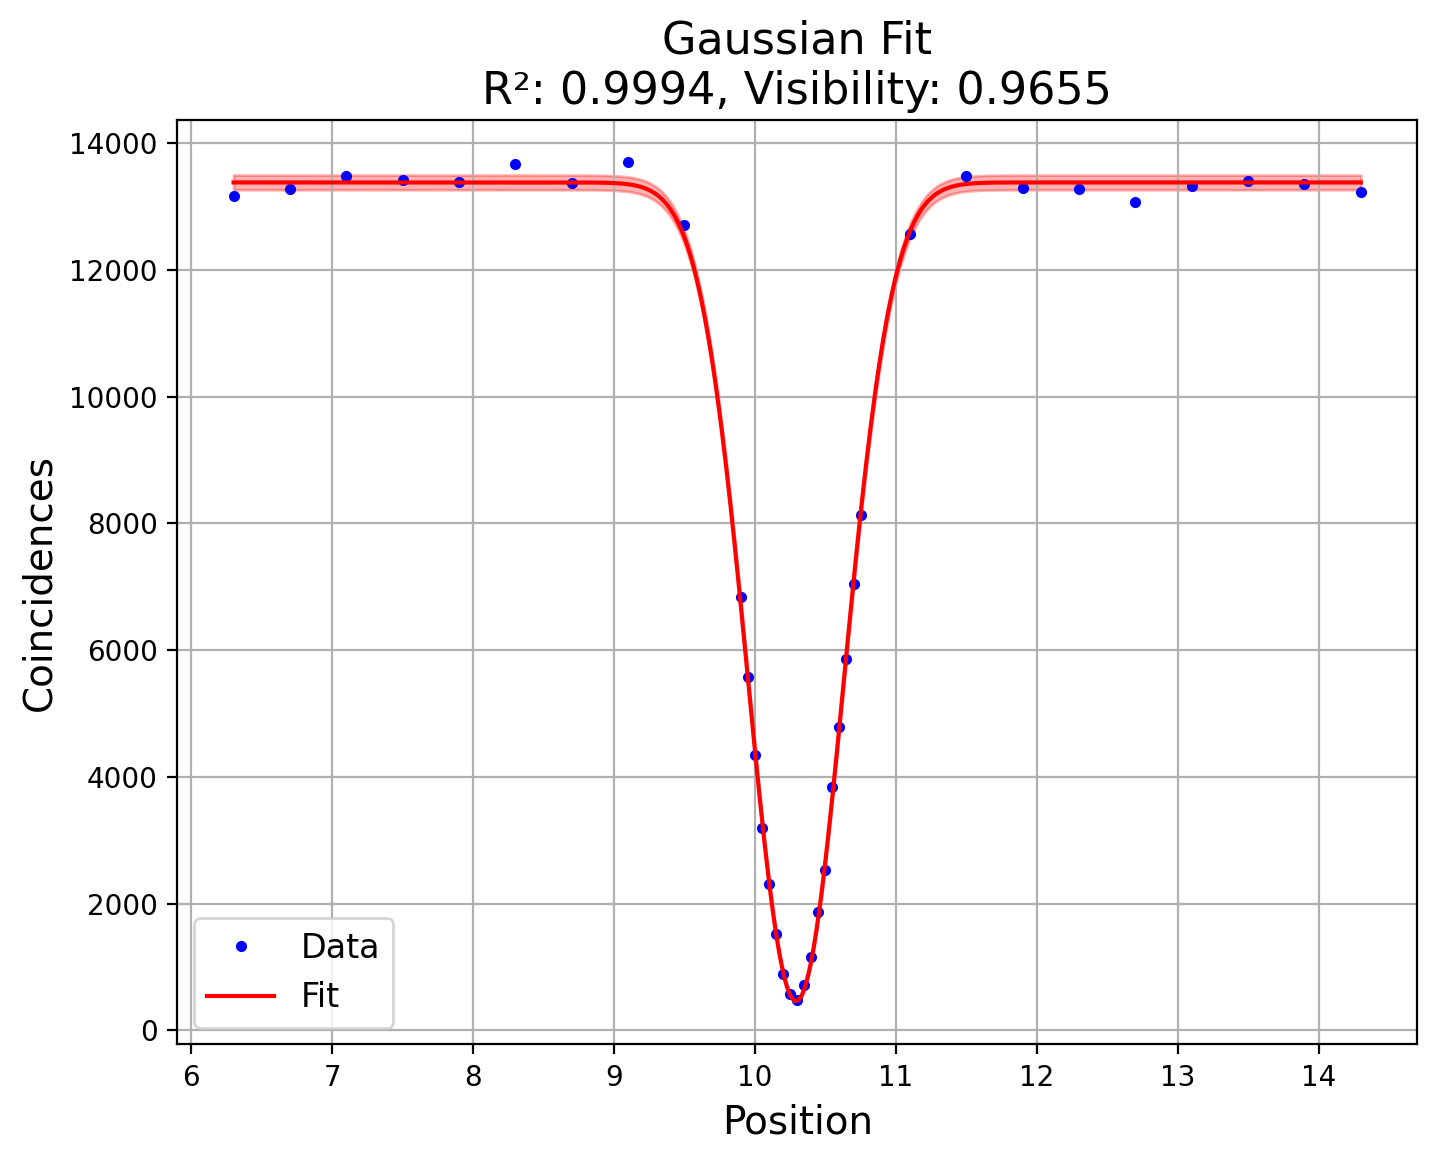 Gaussian Fit
R²: 0.9994, Visibility: 0.9655
14000
12000
10000
8000
6000
4000
2000
0
Coincidences
Data
Fit
6 7 8 9 10 11 12 13 14
Position